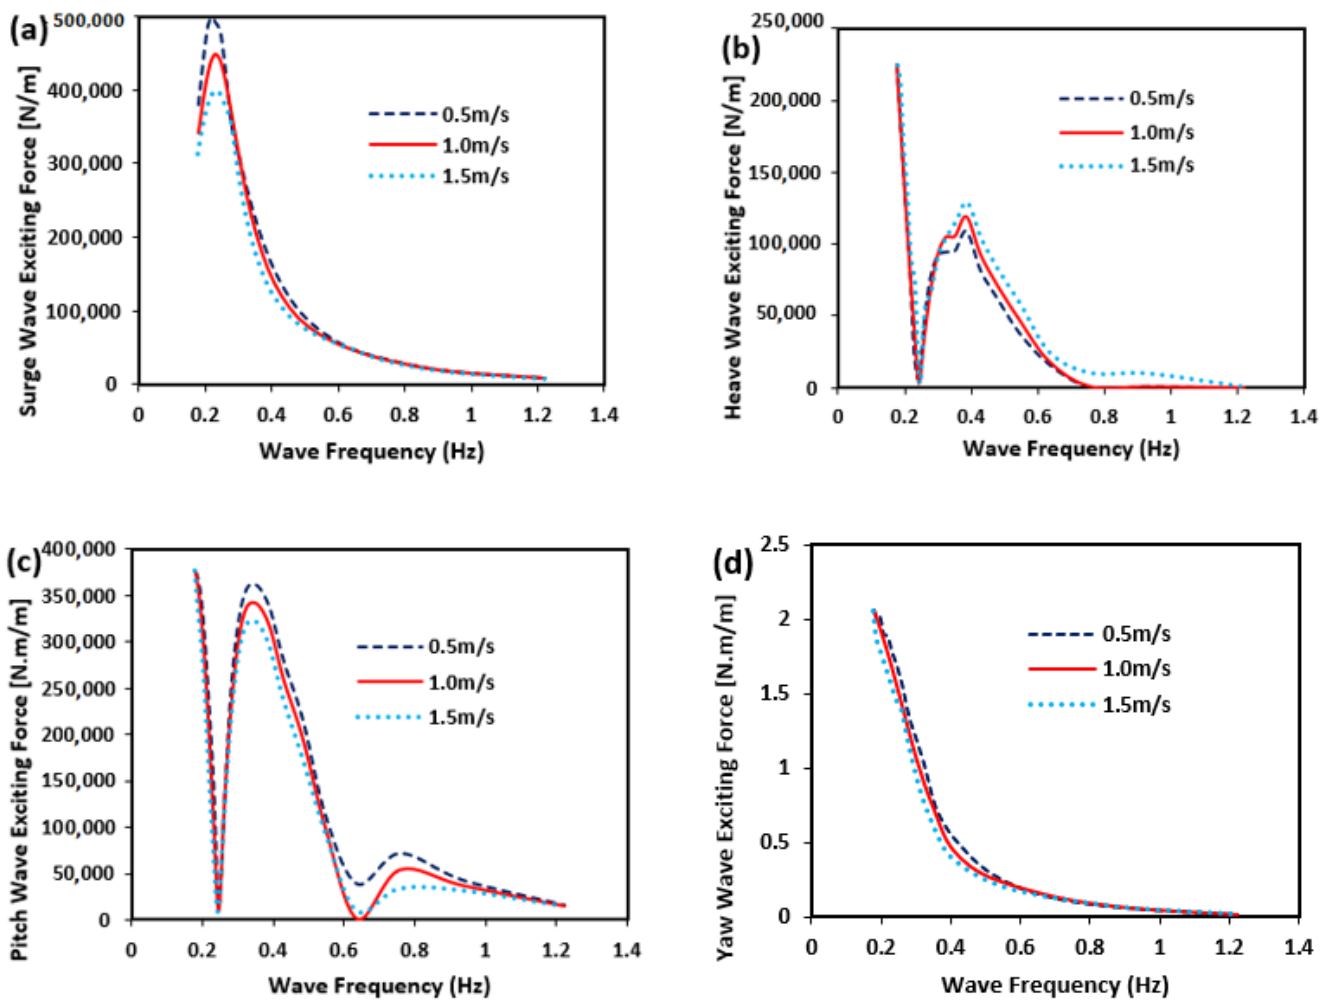 (a)
Surge Wave Exciting Force [N/m]
500,000
400,000
300,000
200,000
100,000
0
0 0.2 0.4 0.6 0.8 1 1.2 1.4
Wave Frequency (Hz)
0.5m/s
1.0m/s
1.5m/s
(b)
Heave Wave Exciting Force [N/m]
250,000
200,000
150,000
100,000
50,000
0
0 0.2 0.4 0.6 0.8 1 1.2 1.4
Wave Frequency (Hz)
0.5m/s
1.0m/s
1.5m/s
(c)
Pitch Wave Exciting Force [N.m/m]
400,000
350,000
300,000
250,000
200,000
150,000
100,000
50,000
0
0 0.2 0.4 0.6 0.8 1 1.2 1.4
Wave Frequency (Hz)
0.5m/s
1.0m/s
1.5m/s
(d)
Yaw Wave Exciting Force [N.m/m]
2.5
2
1.5
1
0.5
0
0 0.2 0.4 0.6 0.8 1 1.2 1.4
Wave Frequency (Hz)
0.5m/s
1.0m/s
1.5m/s